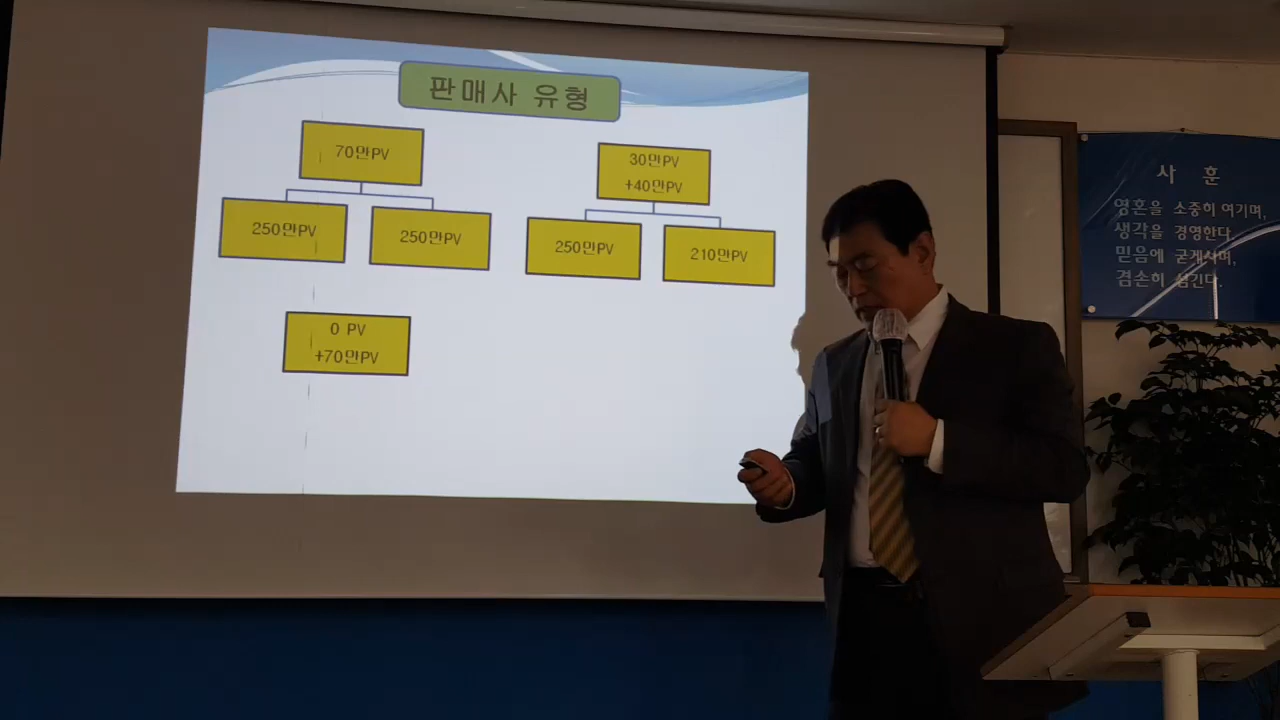 판매사 유형
70만PV
250만PV
250만PV
30만PV
+40만PV
250만PV
210만PV
0 PV
+70만PV
사 훈
영혼을 소중히 여기며,
생각을 경영한다
믿음에 굳게서며,
겸손히 섬긴다.